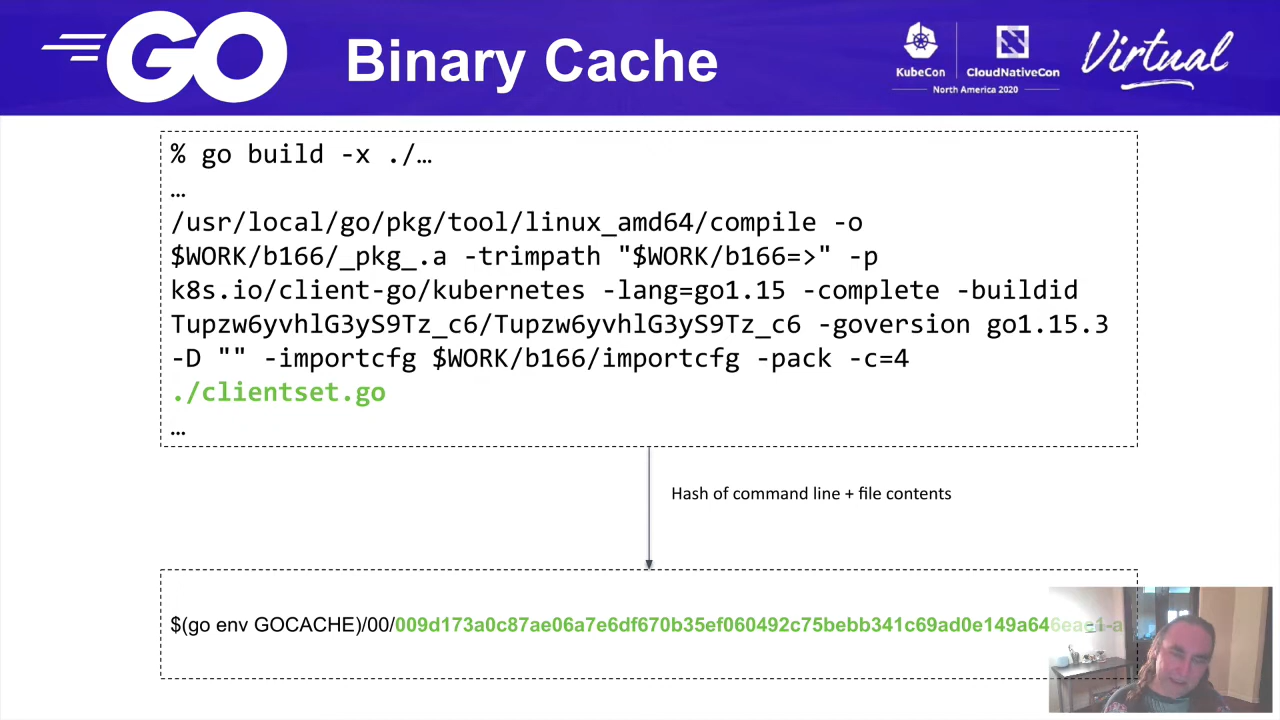 GO
Binary Cache
KubeCon
CloudNativeCon
North America 2020
Virtual
% go build -x ./…
…
/usr/local/go/pkg/tool/linux_amd64/compile -o
$WORK/b166/_pkg_.a -trimpath "$WORK/b166=>" -p
k8s.io/client-go/kubernetes -lang=go1.15 -complete -buildid
Tupzw6yvhlG3yS9Tz_c6/Tupzw6yvhlG3yS9Tz_c6 -goversion go1.15.3
-D "" -importcfg $WORK/b166/importcfg -pack -c=4
./clientset.go
…
Hash of command line + file contents
$(go env GOCACHE)/00/009d173a0c87ae06a7e6df670b35ef060492c75bebb341c69ad0e149a646eae1-a